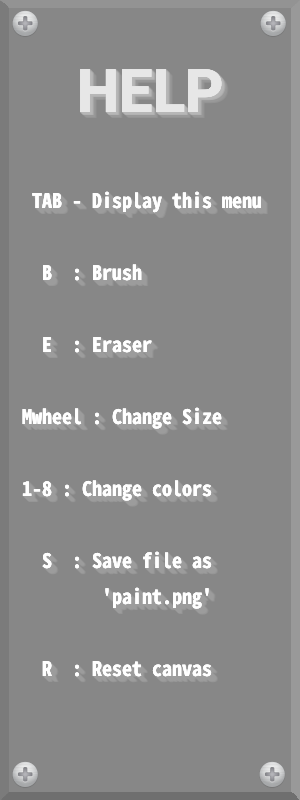 HELP
TAB - Display this menu
B : Brush
E : Eraser
Mwheel : Change Size
1-8 : Change colors
S : Save file as
'paint.png'
R : Reset canvas